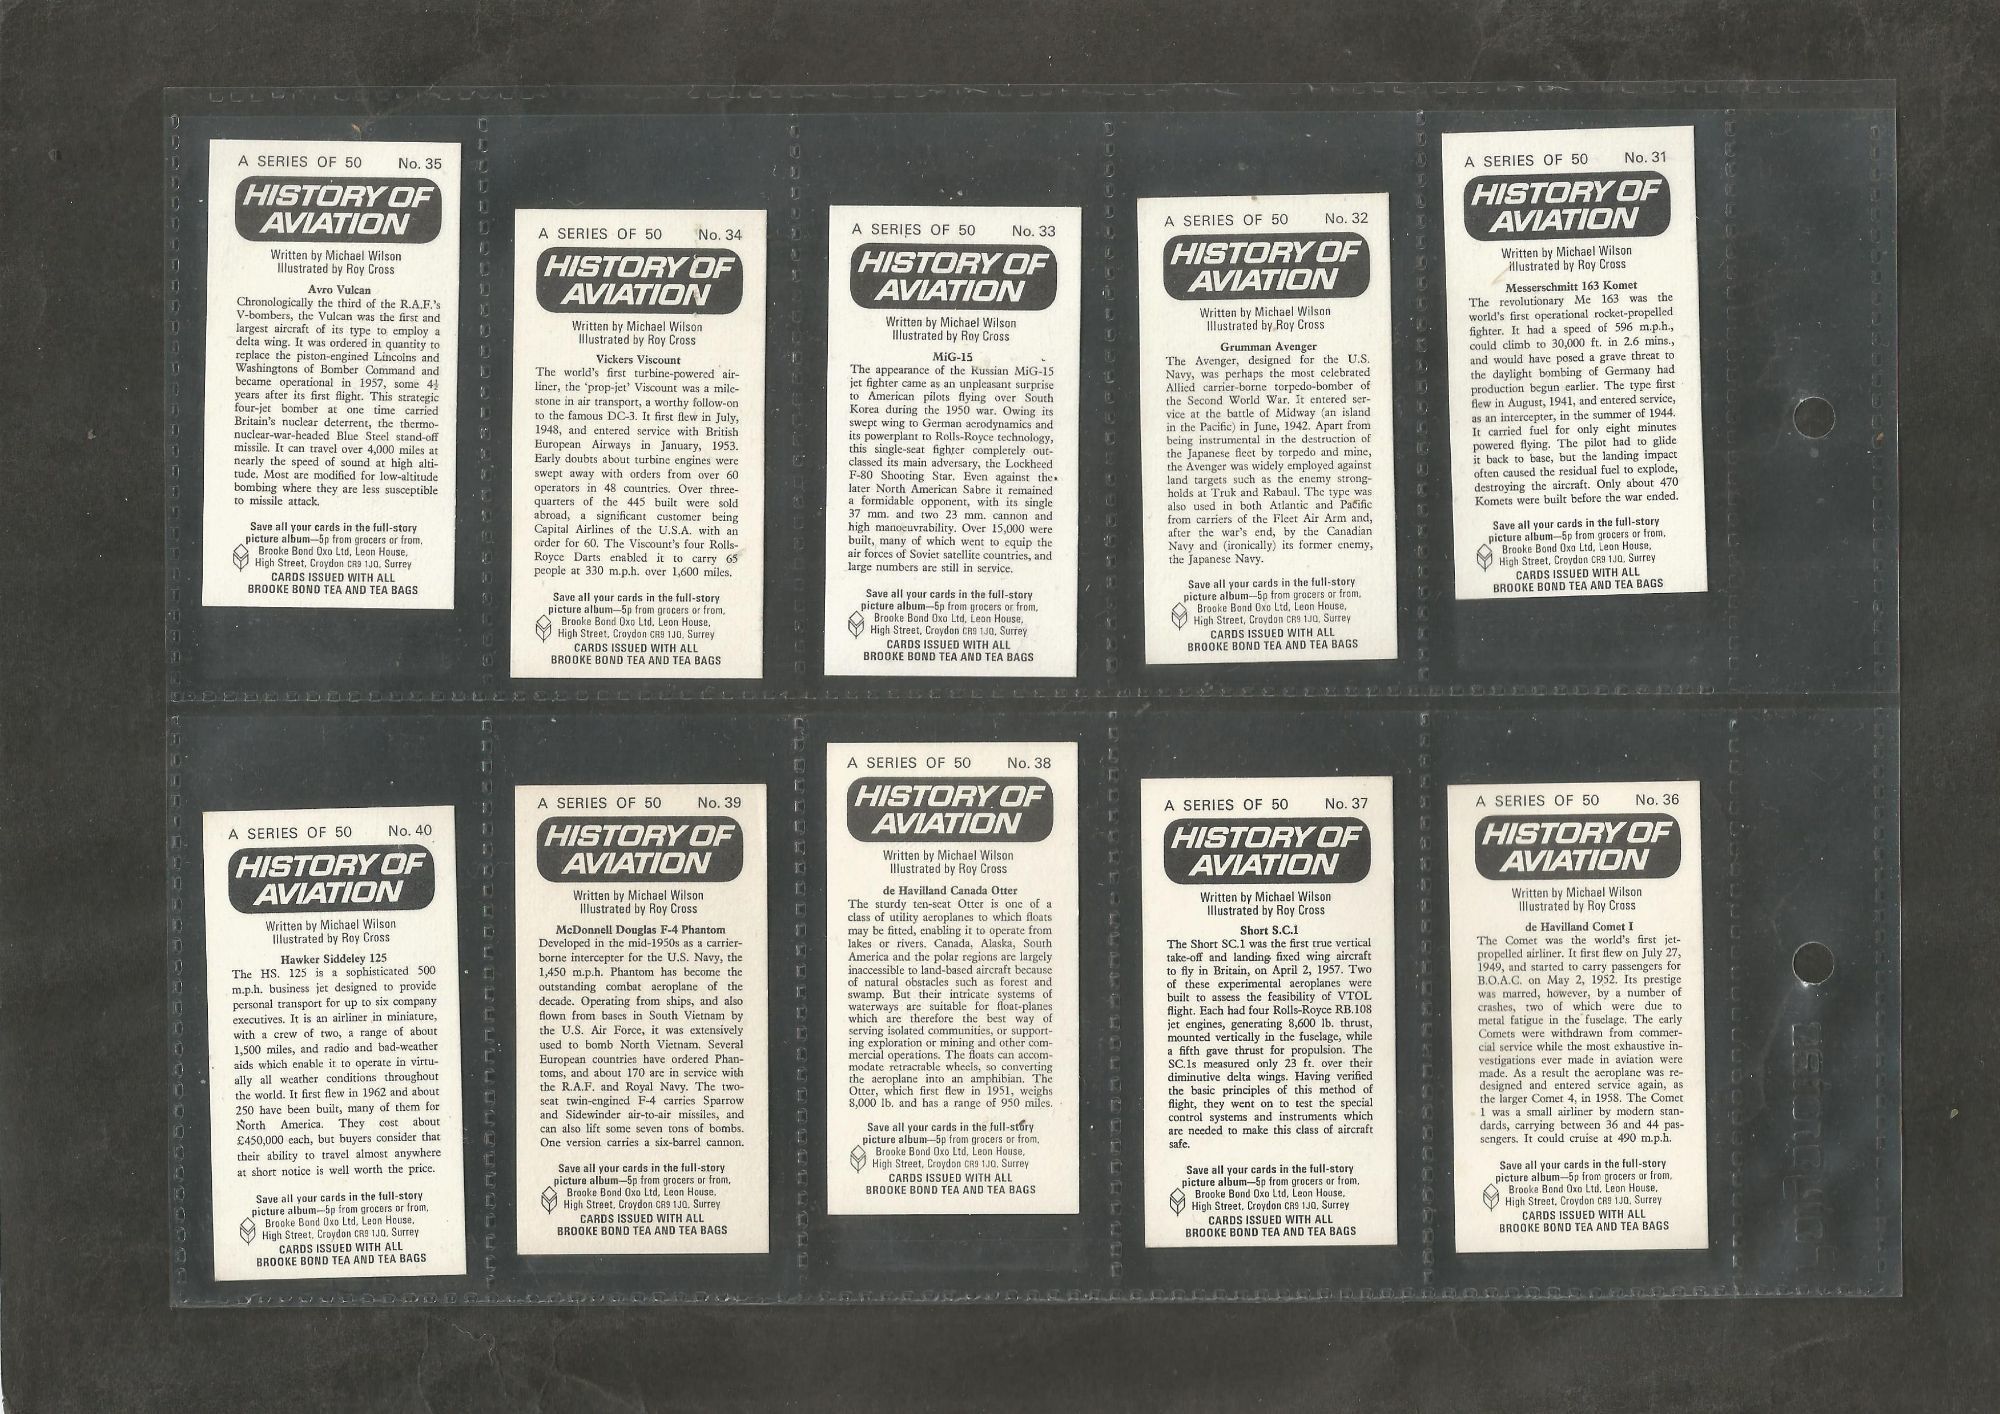 A SERIES OF 50 No. 35
HISTORY OF
AVIATION
Written by Michael Wilson
Illustrated by Roy Cross
Avro Vulcan
Chronologically the third of the R.A.F.'s
V-bombers, the Vulcan was the first and
largest aircraft of its type to employ a
delta wing. It was ordered in quantity to
replace the piston-engined Lincolns and
Washingtons of Bomber Command and
became operational in 1957, some 4½
years after its first flight. This strategic
four-jet bomber at one time carried
Britain's nuclear deterrent, the thermo-
nuclear-war-headed Blue Steel stand-off
missile. It can travel over 4,000 miles at
nearly the speed of sound at high alti-
tude. Most are modified for low-altitude
bombing where they are less susceptible
to missile attack.
Save all your cards in the full-story
picture album—5p from grocers or from,
Brooke Bond Oxo Ltd, Leon House,
High Street, Croydon CR9 1JQ, Surrey
CARDS ISSUED WITH ALL
BROOKE BOND TEA AND TEA BAGS
A SERIES OF 50 No. 34
HISTORY OF
AVIATION
Written by Michael Wilson
Illustrated by Roy Cross
Vickers Viscount
The world's first turbine-powered air-
liner, the 'prop-jet' Viscount was a mile-
stone in air transport, a worthy follow-on
to the famous DC-3. It first flew in July,
1948, and entered service with British
European Airways in January, 1953.
Early doubts about turbine engines were
swept away with orders from over 60
operators in 48 countries. Over three-
quarters of the 445 built were sold
abroad, a significant customer being
Capital Airlines of the U.S.A. with an
order for 60. The Viscount's four Rolls-
Royce Darts enabled it to carry 65
people at 330 m.p.h. over 1,600 miles.
Save all your cards in the full-story
picture album—5p from grocers or from,
Brooke Bond Oxo Ltd, Leon House,
High Street, Croydon CR9 1JQ, Surrey
CARDS ISSUED WITH ALL
BROOKE BOND TEA AND TEA BAGS
A SERIES OF 50 No. 33
HISTORY OF
AVIATION
Written by Michael Wilson
Illustrated by Roy Cross
MiG-15
The appearance of the Russian MiG-15
jet fighter came as an unpleasant surprise
to American pilots flying over South
Korea during the 1950 war. Owing its
swept wing to German aerodynamics and
its powerplant to Rolls-Royce technology,
this single-seat fighter completely out-
classed its main adversary, the Lockheed
F-80 Shooting Star. Even against the
later North American Sabre it remained
a formidable opponent, with its single
37 mm. and two 23 mm. cannon and
high manoeuvrability. Over 15,000 were
built, many of which went to equip the
air forces of Soviet satellite countries, and
large numbers are still in service.
Save all your cards in the full-story
picture album—5p from grocers or from,
Brooke Bond Oxo Ltd, Leon House,
High Street, Croydon CR9 1JQ, Surrey
CARDS ISSUED WITH ALL
BROOKE BOND TEA AND TEA BAGS
A SERIES OF 50 No. 32
HISTORY OF
AVIATION
Written by Michael Wilson
Illustrated by Roy Cross
Grumman Avenger
The Avenger, designed for the U.S.
Navy, was perhaps the most celebrated
Allied carrier-borne torpedo-bomber of
the Second World War. It entered ser-
vice at the battle of Midway (an island
in the Pacific) in June, 1942. Apart from
being instrumental in the destruction of
the Japanese fleet by torpedo and mine,
the Avenger was widely employed against
land targets such as the enemy strong-
holds at Truk and Rabaul. The type was
also used in both Atlantic and Pacific
from carriers of the Fleet Air Arm and,
after the war's end, by the Canadian
Navy and (ironically) its former enemy,
the Japanese Navy.
Save all your cards in the full-story
picture album—5p from grocers or from,
Brooke Bond Oxo Ltd, Leon House,
High Street, Croydon CR9 1JQ, Surrey
CARDS ISSUED WITH ALL
BROOKE BOND TEA AND TEA BAGS
A SERIES OF 50 No. 31
HISTORY OF
AVIATION
Written by Michael Wilson
Illustrated by Roy Cross
Messerschmitt 163 Komet
The revolutionary Me 163 was the
world's first operational rocket-propelled
fighter. It had a speed of 596 m.p.h.,
could climb to 30,000 ft. in 2.6 mins.,
and would have posed a grave threat to
the daylight bombing of Germany had
production begun earlier. The type first
flew in August, 1941, and entered service,
as an intercepter, in the summer of 1944.
It carried fuel for only eight minutes
powered flying. The pilot had to glide
it back to base, but the landing impact
often caused the residual fuel to explode,
destroying the aircraft. Only about 470
Komets were built before the war ended.
Save all your cards in the full-story
picture album—5p from grocers or from,
Brooke Bond Oxo Ltd, Leon House,
High Street, Croydon CR9 1JQ, Surrey
CARDS ISSUED WITH ALL
BROOKE BOND TEA AND TEA BAGS
A SERIES OF 50 No. 40
HISTORY OF
AVIATION
Written by Michael Wilson
Illustrated by Roy Cross
Hawker Siddeley 125
The HS. 125 is a sophisticated 500
m.p.h. business jet designed to provide
personal transport for up to six company
executives. It is an airliner in miniature,
with a crew of two, a range of about
1,500 miles, and radio and bad-weather
aids which enable it to operate in virtu-
ally all weather conditions throughout
the world. It first flew in 1962 and about
250 have been built, many of them for
North America. They cost about
£450,000 each, but buyers consider that
their ability to travel almost anywhere
at short notice is well worth the price.
Save all your cards in the full-story
picture album—5p from grocers or from,
Brooke Bond Oxo Ltd, Leon House,
High Street, Croydon CR9 1JQ, Surrey
CARDS ISSUED WITH ALL
BROOKE BOND TEA AND TEA BAGS
A SERIES OF 50 No. 39
HISTORY OF
AVIATION
Written by Michael Wilson
Illustrated by Roy Cross
McDonnell Douglas F-4 Phantom
Developed in the mid-1950s as a carrier-
borne intercepter for the U.S. Navy, the
1,450 m.p.h. Phantom has become the
outstanding combat aeroplane of the
decade. Operating from ships, and also
flown from bases in South Vietnam by
the U.S. Air Force, it was extensively
used to bomb North Vietnam. Several
European countries have ordered Phan-
toms, and about 170 are in service with
the R.A.F. and Royal Navy. The two-
seat twin-engined F-4 carries Sparrow
and Sidewinder air-to-air missiles, and
can also lift some seven tons of bombs.
One version carries a six-barrel cannon.
Save all your cards in the full-story
picture album—5p from grocers or from,
Brooke Bond Oxo Ltd, Leon House,
High Street, Croydon CR9 1JQ, Surrey
CARDS ISSUED WITH ALL
BROOKE BOND TEA AND TEA BAGS
A SERIES OF 50 No. 38
HISTORY OF
AVIATION
Written by Michael Wilson
Illustrated by Roy Cross
de Havilland Canada Otter
The sturdy ten-seat Otter is one of a
class of utility aeroplanes to which floats
may be fitted, enabling it to operate from
lakes or rivers. Canada, Alaska, South
America and the polar regions are largely
inaccessible to land-based aircraft because
of natural obstacles such as forest and
swamp. But their intricate systems of
waterways are suitable for float-planes
which are therefore the best way of
serving isolated communities, or support-
ing exploration or mining and other com-
mercial operations. The floats can accom-
modate retractable wheels, so converting
the aeroplane into an amphibian. The
Otter, which first flew in 1951, weighs
8,000 lb. and has a range of 950 miles.
Save all your cards in the full-story
picture album—5p from grocers or from,
Brooke Bond Oxo Ltd, Leon House,
High Street, Croydon CR9 1JQ, Surrey
CARDS ISSUED WITH ALL
BROOKE BOND TEA AND TEA BAGS
A SERIES OF 50 No. 37
HISTORY OF
AVIATION
Written by Michael Wilson
Illustrated by Roy Cross
Short S.C.1
The Short SC.1 was the first true vertical
take-off and landing fixed wing aircraft
to fly in Britain, on April 2, 1957. Two
of these experimental aeroplanes were
built to assess the feasibility of VTOL
flight. Each had four Rolls-Royce RB.108
jet engines, generating 8,600 lb. thrust,
mounted vertically in the fuselage, while
a fifth gave thrust for propulsion. The
SC.1s measured only 23 ft. over their
diminutive delta wings. Having verified
the basic principles of this method of
flight, they went on to test the special
control systems and instruments which
are needed to make this class of aircraft
safe.
Save all your cards in the full-story
picture album—5p from grocers or from,
Brooke Bond Oxo Ltd, Leon House,
High Street, Croydon CR9 1JQ, Surrey
CARDS ISSUED WITH ALL
BROOKE BOND TEA AND TEA BAGS
A SERIES OF 50 No. 36
HISTORY OF
AVIATION
Written by Michael Wilson
Illustrated by Roy Cross
de Havilland Comet I
The Comet was the world's first jet-
propelled airliner. It first flew on July 27,
1949, and started to carry passengers for
B.O.A.C. on May 2, 1952. Its prestige
was marred, however, by a number of
crashes, two of which were due to
metal fatigue in the fuselage. The early
Comets were withdrawn from commer-
cial service while the most exhaustive in-
vestigations ever made in aviation were
made. As a result the aeroplane was re-
designed and entered service again, as
the larger Comet 4, in 1958. The Comet
1 was a small airliner by modern stan-
dards, carrying between 36 and 44 pas-
sengers. It could cruise at 490 m.p.h.
Save all your cards in the full-story
picture album—5p from grocers or from,
Brooke Bond Oxo Ltd, Leon House,
High Street, Croydon CR9 1JQ, Surrey
CARDS ISSUED WITH ALL
BROOKE BOND TEA AND TEA BAGS